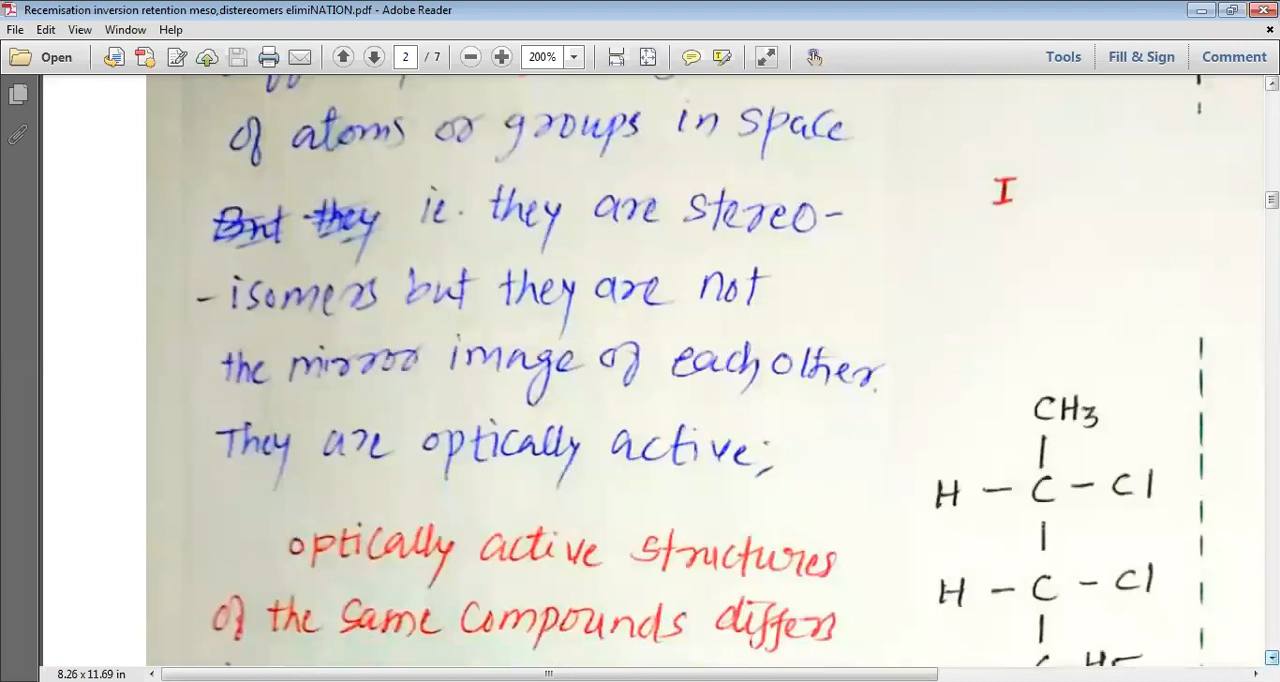 Recemisation inversion retention meso,distereomers elimiNATION.pdf - Adobe Reader
File Edit View Window Help
Open 2 / 7 200% Tools Fill & Sign Comment
of atoms or groups in space
But they ie. they are stereo-
-isomers but they are not
the mirror image of each other.
They are optically active;
optically active structures
of the same compounds differs
I
CH3
H - C - Cl
H - C - Cl
8.26 x 11.69 in